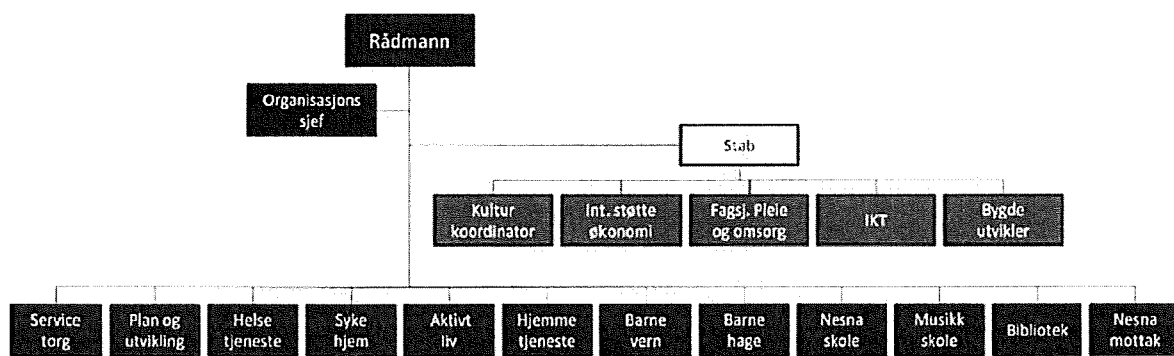 Rådmann
Organisasjons
sjef
Stab
Kultur
koordinator
Int. støtte
økonomi
Fagsj. Pleie
og omsorg
IKT
Bygde
utvikler
Service
torg
Plan og
utvikling
Helse
tjeneste
Syke
hjem
Aktivt
liv
Hjemme
tjeneste
Barne
vern
Barne
hage
Nesna
skole
Musikk
skole
Bibliotek
Nesna
mottak